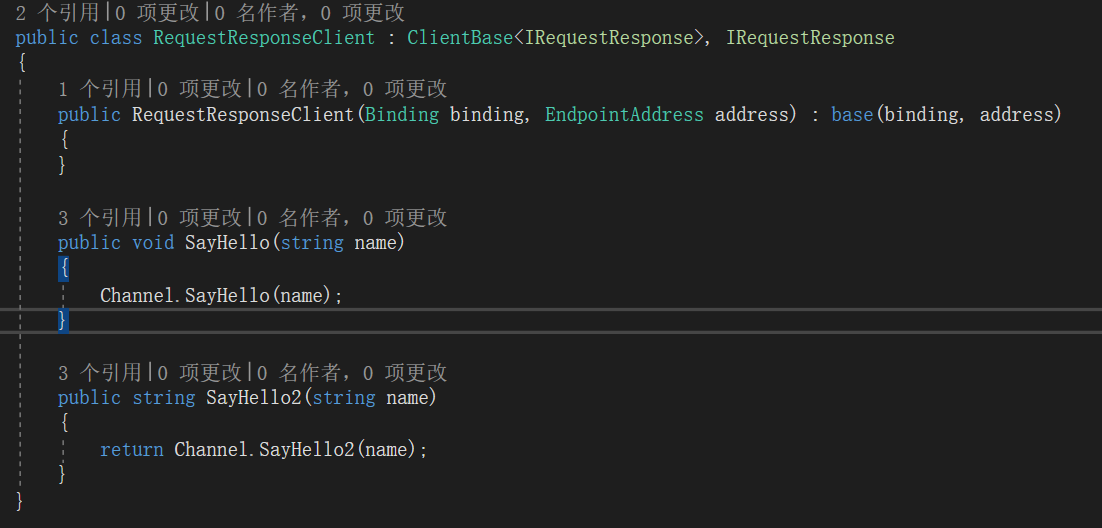 2 个引用|0 项更改|0 名作者，0 项更改
public class RequestResponseClient : ClientBase<IRequestResponse>, IRequestResponse
{
1 个引用|0 项更改|0 名作者，0 项更改
public RequestResponseClient(Binding binding, EndpointAddress address) : base(binding, address)
{
}
3 个引用|0 项更改|0 名作者，0 项更改
public void SayHello(string name)
{
Channel.SayHello(name);
}
3 个引用|0 项更改|0 名作者，0 项更改
public string SayHello2(string name)
{
return Channel.SayHello2(name);
}
}